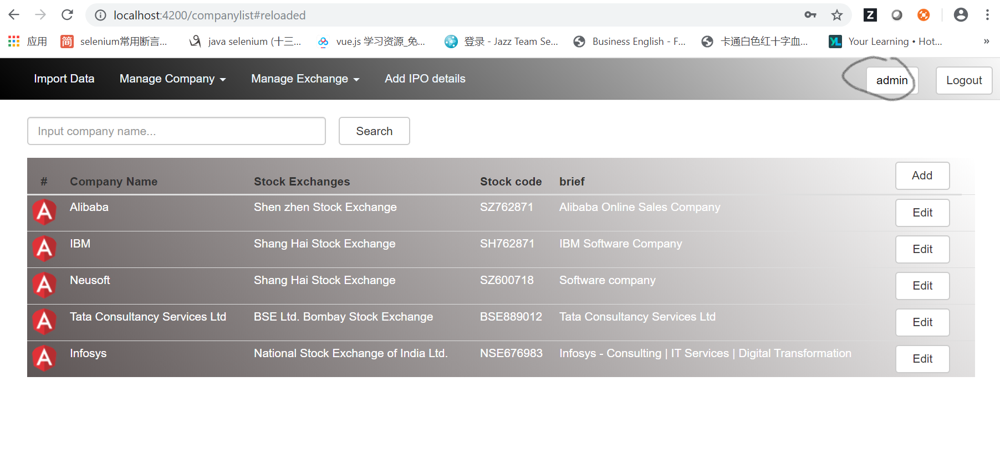 localhost:4200/companylist#reloaded
Z
应用 简 selenium常用断言... java selenium (十三... vue.js 学习资源_免... 登录 - Jazz Team Se... Business English - F... 卡通白色红十字血... YL Your Learning • Hot... »
Import Data Manage Company Manage Exchange Add IPO details admin Logout
Input company name... Search
# Company Name Stock Exchanges Stock code brief Add
A Alibaba Shen zhen Stock Exchange SZ762871 Alibaba Online Sales Company Edit
A IBM Shang Hai Stock Exchange SH762871 IBM Software Company Edit
A Neusoft Shang Hai Stock Exchange SZ600718 Software company Edit
A Tata Consultancy Services Ltd BSE Ltd. Bombay Stock Exchange BSE889012 Tata Consultancy Services Ltd Edit
A Infosys National Stock Exchange of India Ltd. NSE676983 Infosys - Consulting | IT Services | Digital Transformation Edit